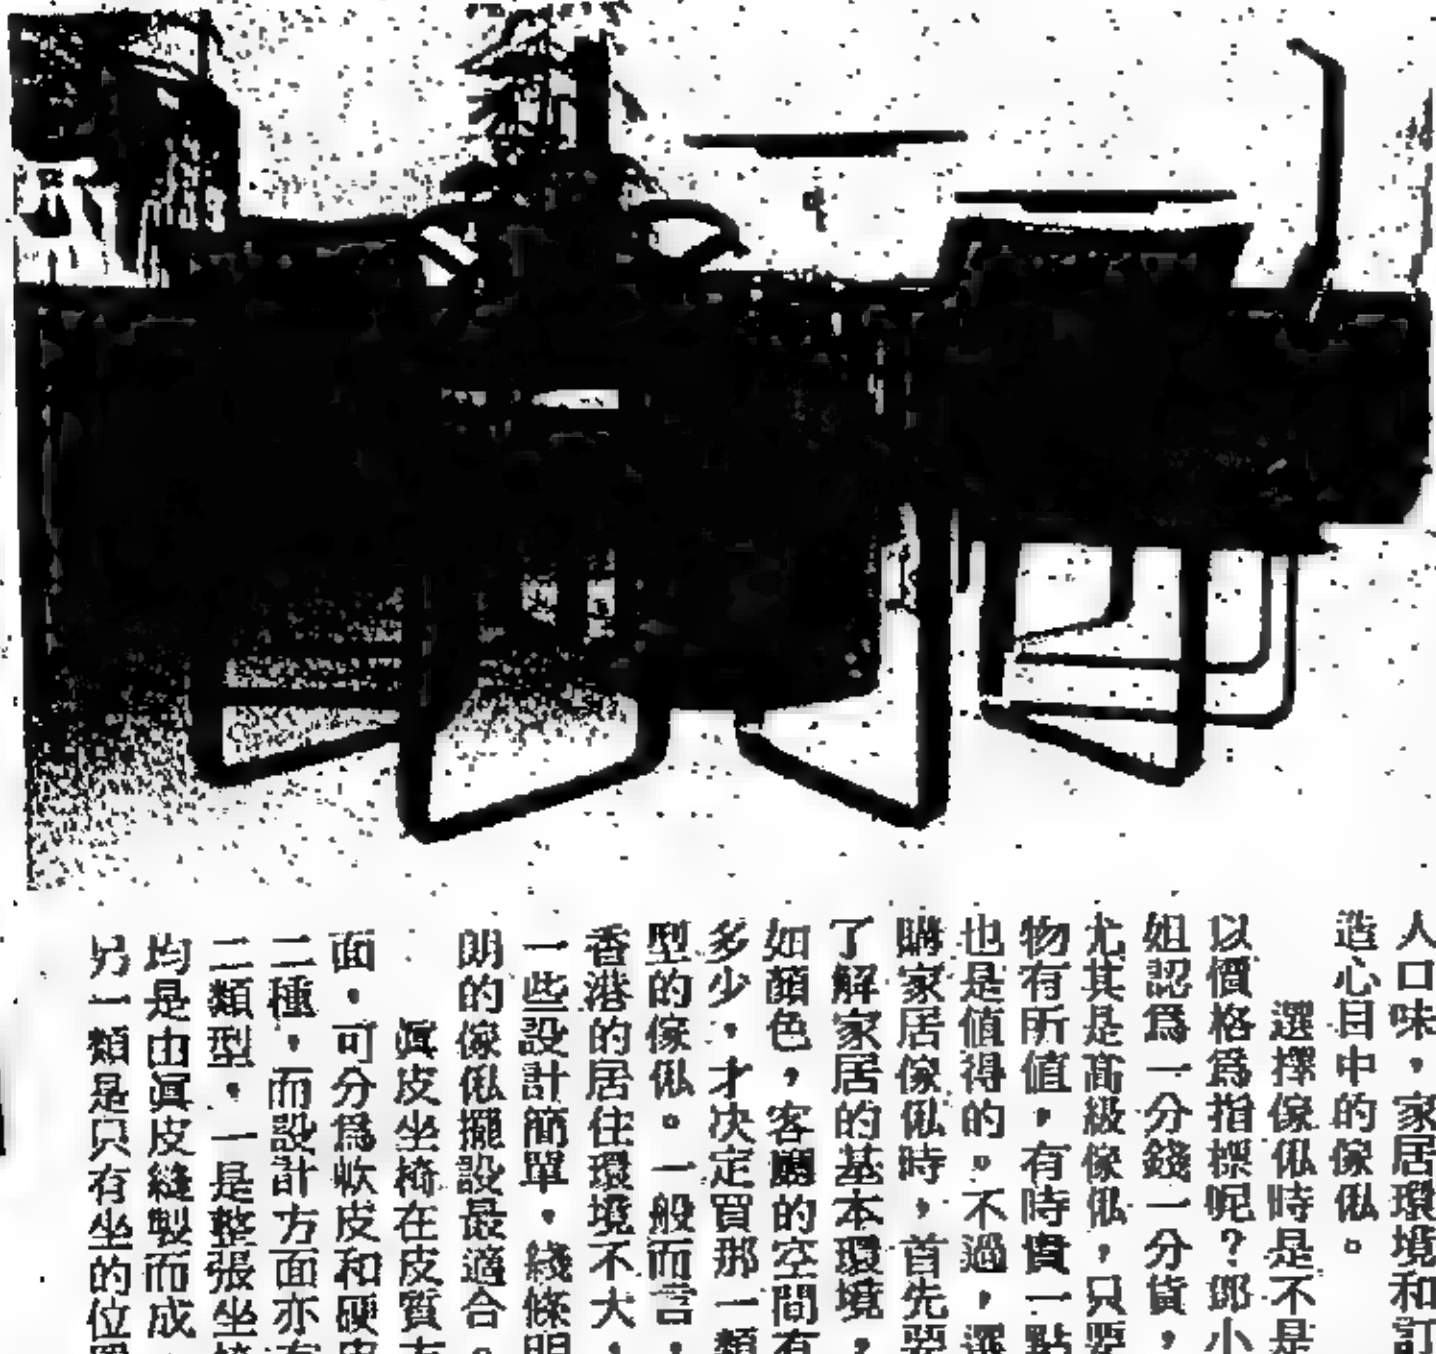 人口味，家居環境和訂
造心目中的傢俬。
選擇傢俬時是不是
以價格為指標呢？鄧小
姐認為一分錢一分貨，
尤其是高級傢俬，只要
物有所值，有時貴一點
也是值得的。不過，選
購家居傢俬時，首先要
了解家居的基本環境，
如顏色，客廳的空間有
多少，才決定買那一類
型的傢俬。一般而言，
香港的居住環境不大，
一些設計簡單，綫條明
朗的傢俬擺設最適合。
眞皮坐椅在皮質方
面，可分爲軟皮和硬皮
二種，而設計方面亦有
二類型，一是整張坐椅
均是由眞皮縫製而成，
另一類是只有坐的位置